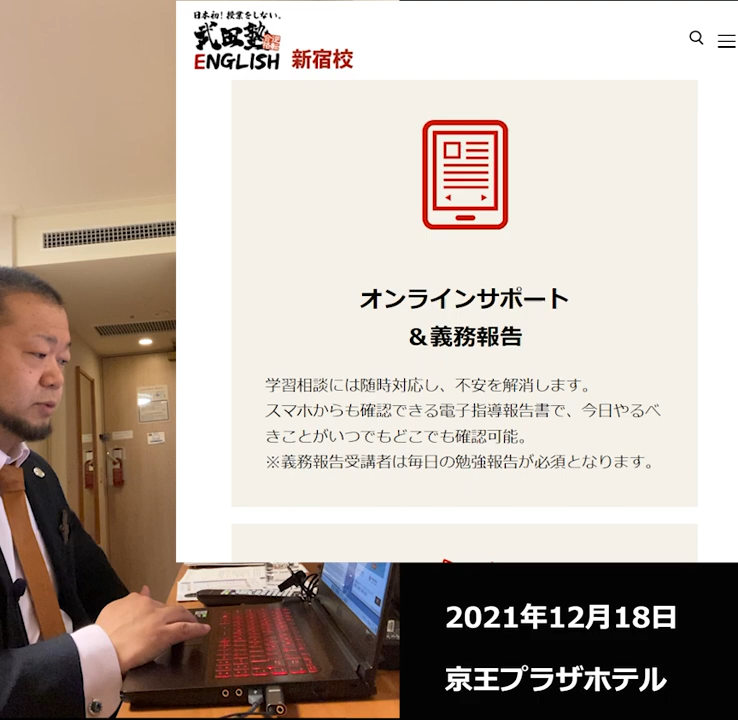 日本初！授業をしない。
武田塾
逆転合格
ENGLISH 新宿校
オンラインサポート
＆義務報告
学習相談には随時対応し、不安を解消します。
スマホからも確認できる電子指導報告書で、今日やるべ
きことがいつでもどこでも確認可能。
※義務報告受講者は毎日の勉強報告が必須となります。
2021年12月18日
京王プラザホテル